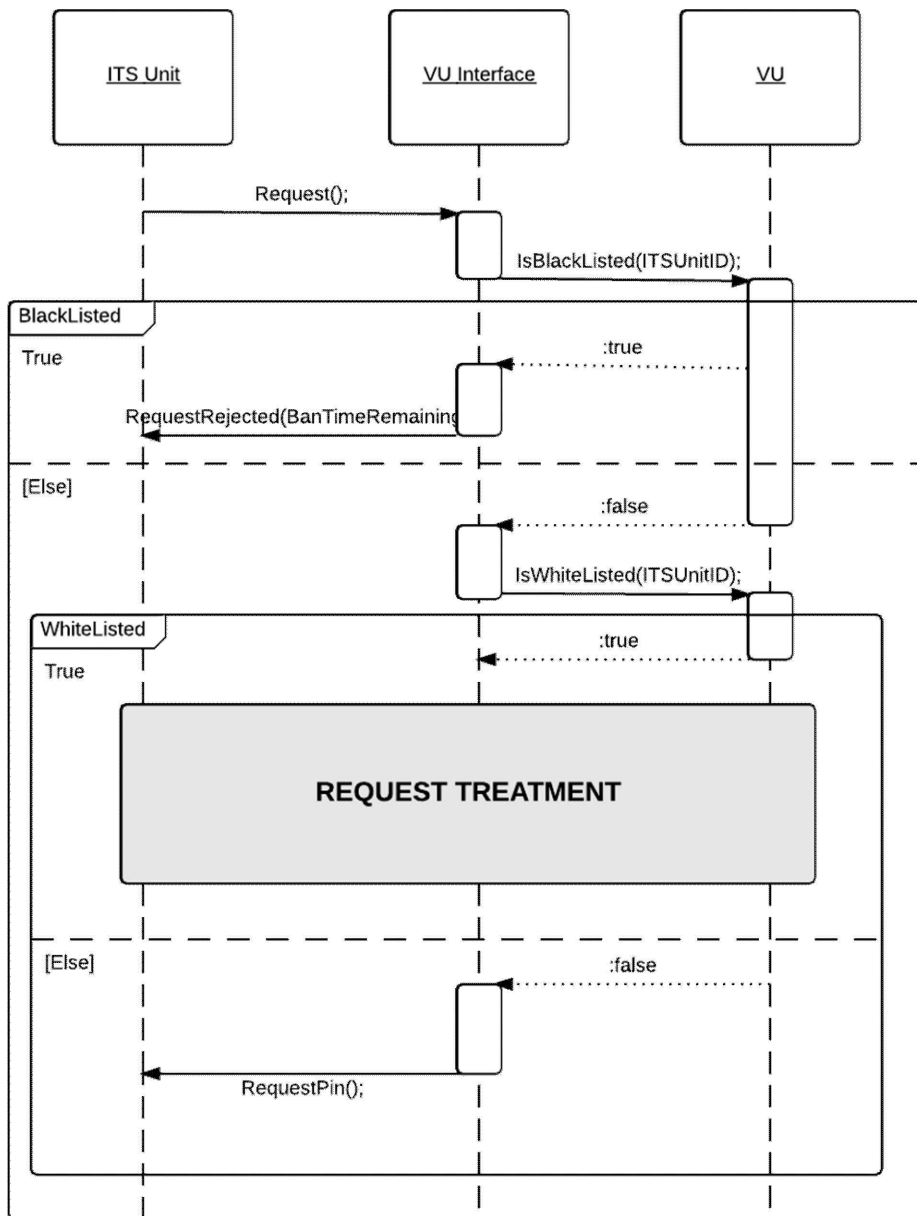 ITS Unit
VU Interface
VU
Request();
IsBlackListed(ITSUnitID);
BlackListed
True
:true
RequestRejected(BanTimeRemaining
[Else]
:false
IsWhiteListed(ITSUnitID);
WhiteListed
True
:true
REQUEST TREATMENT
[Else]
:false
RequestPin();